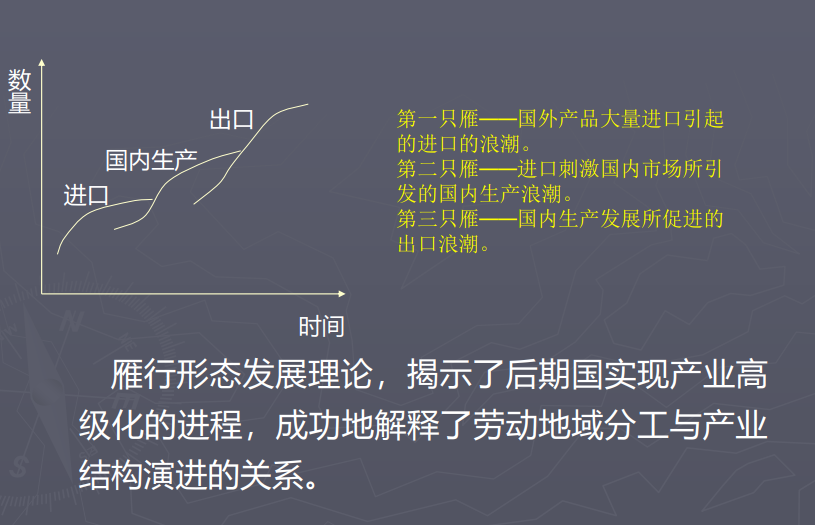 数
量
出口
国内生产
进口
时间
第一只雁——国外产品大量进口引起
的进口的浪潮。
第二只雁——进口刺激国内市场所引
发的国内生产浪潮。
第三只雁——国内生产发展所促进的
出口浪潮。
雁行形态发展理论，揭示了后期国实现产业高
级化的进程，成功地解释了劳动地域分工与产业
结构演进的关系。
N
S